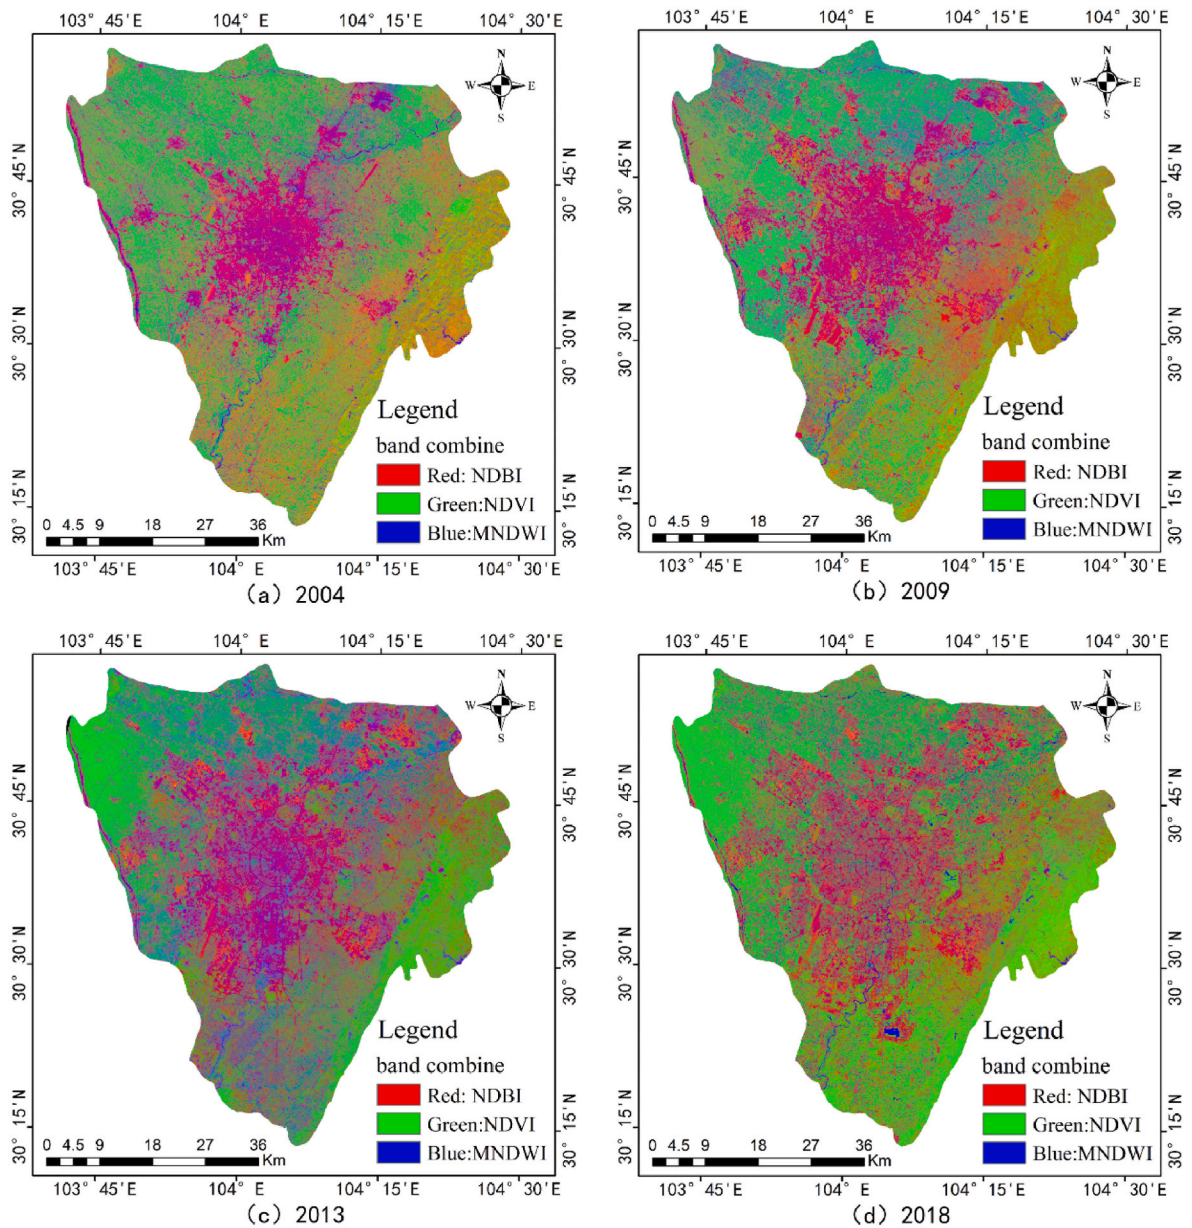 103° 45' E 104° E 104° 15' E 104° 30' E
N
W E
S
30° 45' N 30° 45' N
30° 30' N 30° 30' N
30° 15' N 30° 15' N
Legend
band combine
Red: NDBI
Green:NDVI
Blue:MNDWI
0 4.5 9 18 27 36
Km
103° 45' E 104° E 104° 15' E 104° 30' E
(a) 2004
103° 45' E 104° E 104° 15' E 104° 30' E
N
W E
S
30° 45' N 30° 45' N
30° 30' N 30° 30' N
30° 15' N 30° 15' N
Legend
band combine
Red: NDBI
Green:NDVI
Blue:MNDWI
0 4.5 9 18 27 36
Km
103° 45' E 104° E 104° 15' E 104° 30' E
(b) 2009
103° 45' E 104° E 104° 15' E 104° 30' E
N
W E
S
30° 45' N 30° 45' N
30° 30' N 30° 30' N
30° 15' N 30° 15' N
Legend
band combine
Red: NDBI
Green:NDVI
Blue:MNDWI
0 4.5 9 18 27 36
Km
103° 45' E 104° E 104° 15' E 104° 30' E
(c) 2013
103° 45' E 104° E 104° 15' E 104° 30' E
N
W E
S
30° 45' N 30° 45' N
30° 30' N 30° 30' N
30° 15' N 30° 15' N
Legend
band combine
Red: NDBI
Green:NDVI
Blue:MNDWI
0 4.5 9 18 27 36
Km
103° 45' E 104° E 104° 15' E 104° 30' E
(d) 2018